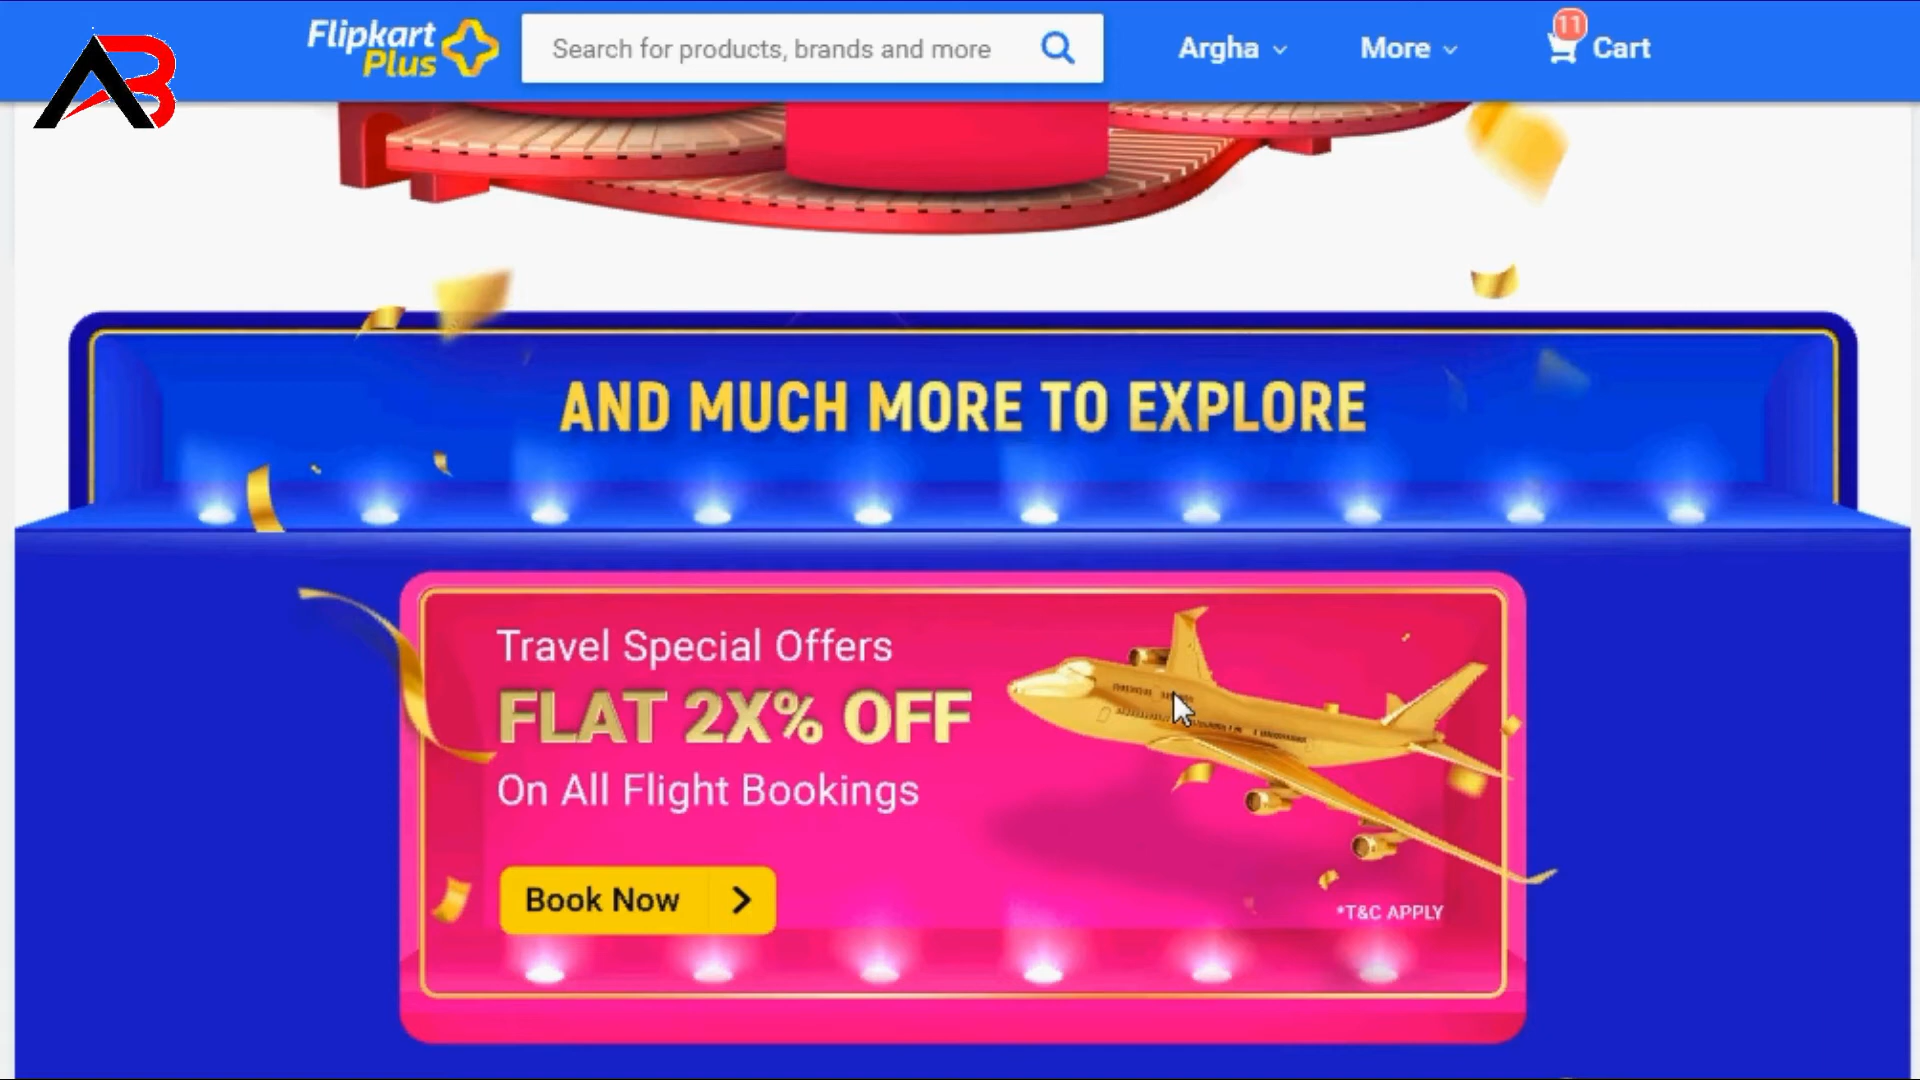 AB
Flipkart
Plus
Search for products, brands and more
Argha
More
11
Cart
AND MUCH MORE TO EXPLORE
Travel Special Offers
FLAT 2X% OFF
On All Flight Bookings
Book Now
*T&C APPLY